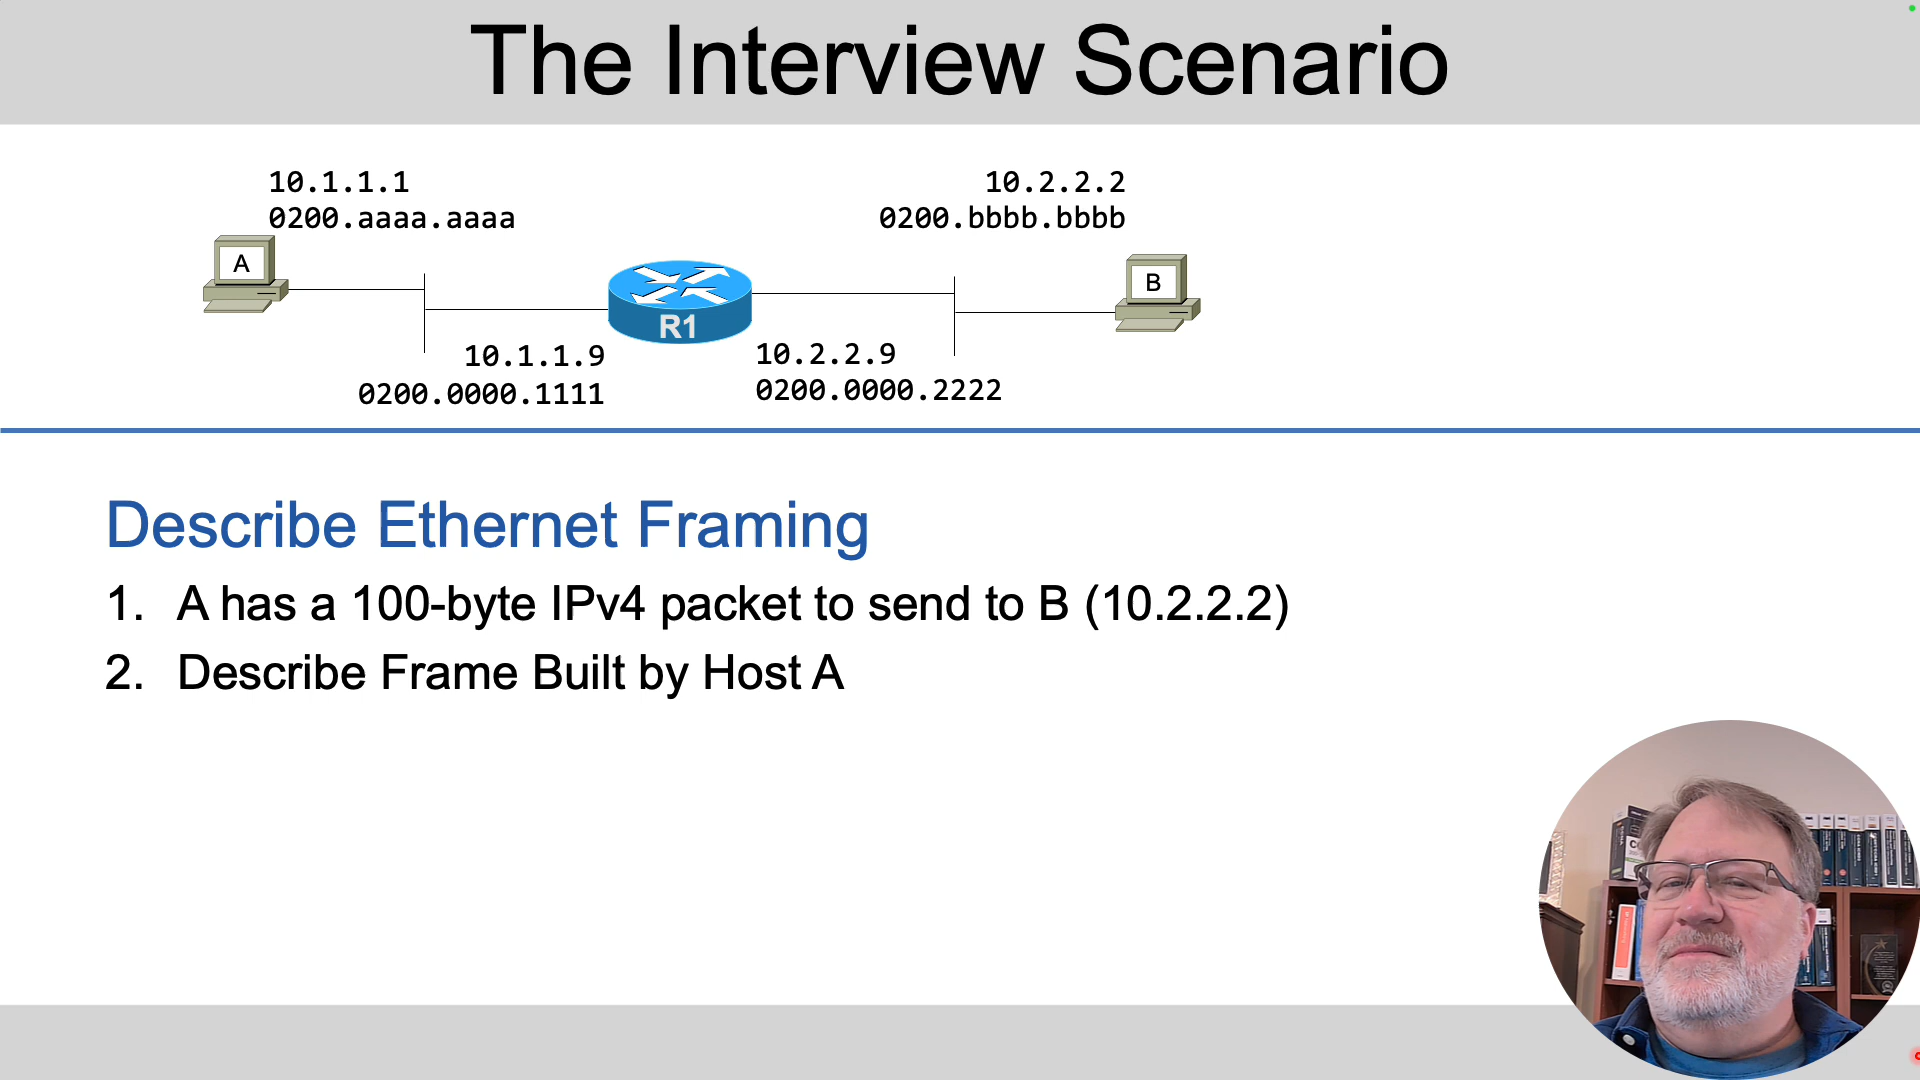 The Interview Scenario
10.1.1.1
0200.aaaa.aaaa
10.2.2.2
0200.bbbb.bbbb
A
B
R1
10.1.1.9
0200.0000.1111
10.2.2.9
0200.0000.2222
Describe Ethernet Framing
1. A has a 100-byte IPv4 packet to send to B (10.2.2.2)
2. Describe Frame Built by Host A